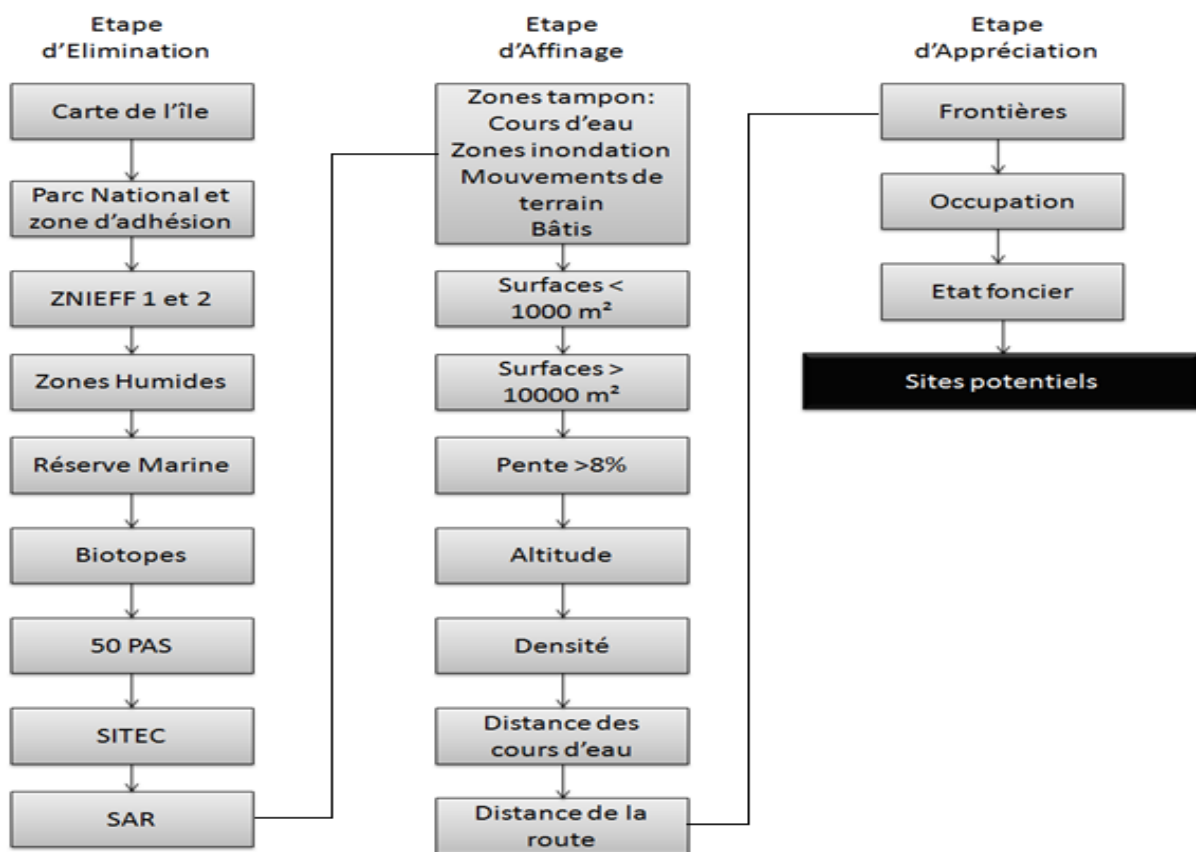 Etape
d'Elimination
Carte de l'île
Parc National et
zone d'adhésion
ZNIEFF 1 et 2
Zones Humides
Réserve Marine
Biotopes
50 PAS
SITEC
SAR
Etape
d'Affinage
Zones tampon:
Cours d'eau
Zones inondation
Mouvements de
terrain
Bâtis
Surfaces <
1000 m²
Surfaces >
10000 m²
Pente >8%
Altitude
Densité
Distance des
cours d'eau
Distance de la
route
Etape
d'Appréciation
Frontières
Occupation
Etat foncier
Sites potentiels